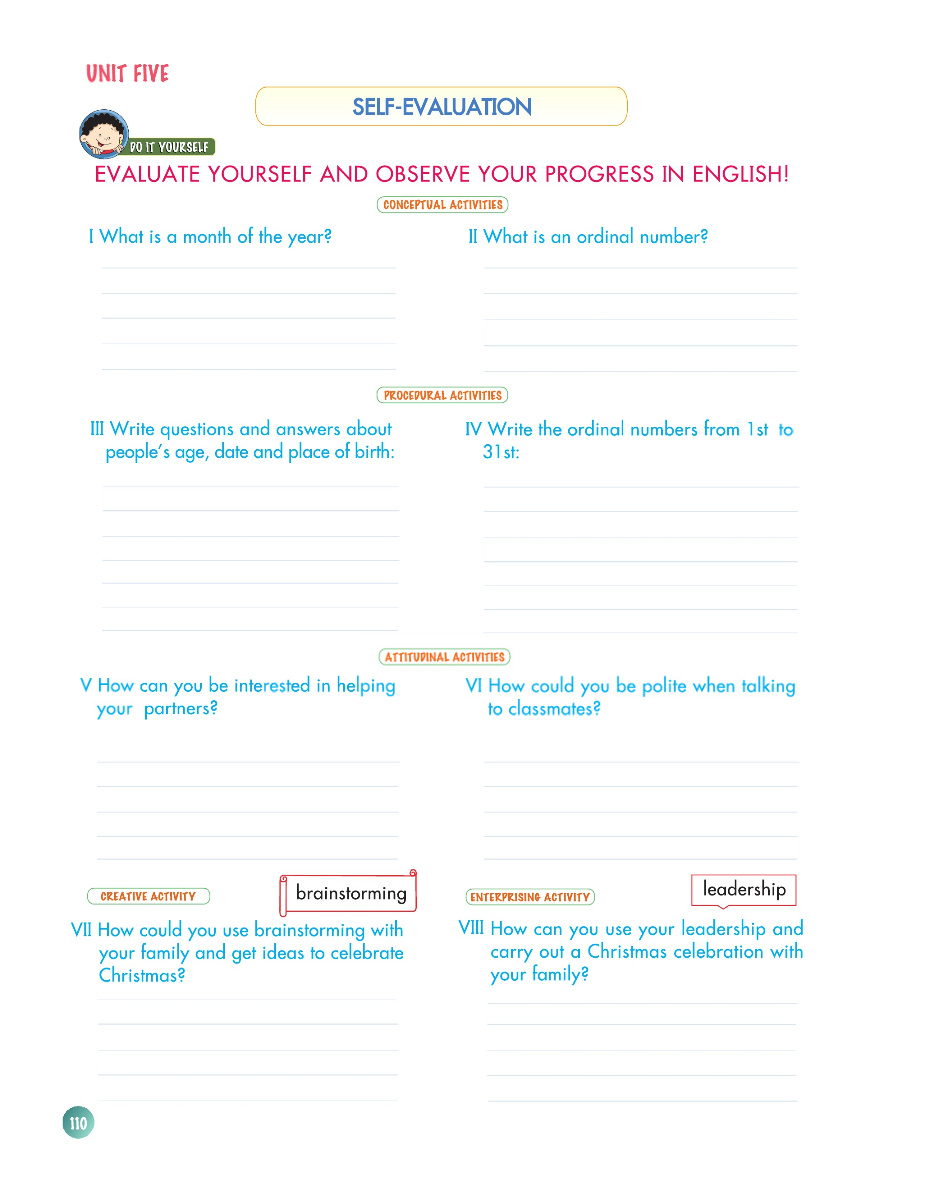 UNIT FIVE
SELF-EVALUATION
DO IT YOURSELF
EVALUATE YOURSELF AND OBSERVE YOUR PROGRESS IN ENGLISH!
CONCEPTUAL ACTIVITIES
I What is a month of the year?
II What is an ordinal number?
PROCEDURAL ACTIVITIES
III Write questions and answers about
people's age, date and place of birth:
IV Write the ordinal numbers from 1st to
31st:
ATTITUDINAL ACTIVITIES
V How can you be interested in helping
your partners?
VI How could you be polite when talking
to classmates?
CREATIVE ACTIVITY
brainstorming
VII How could you use brainstorming with
your family and get ideas to celebrate
Christmas?
ENTERPRISING ACTIVITY
leadership
VIII How can you use your leadership and
carry out a Christmas celebration with
your family?
110